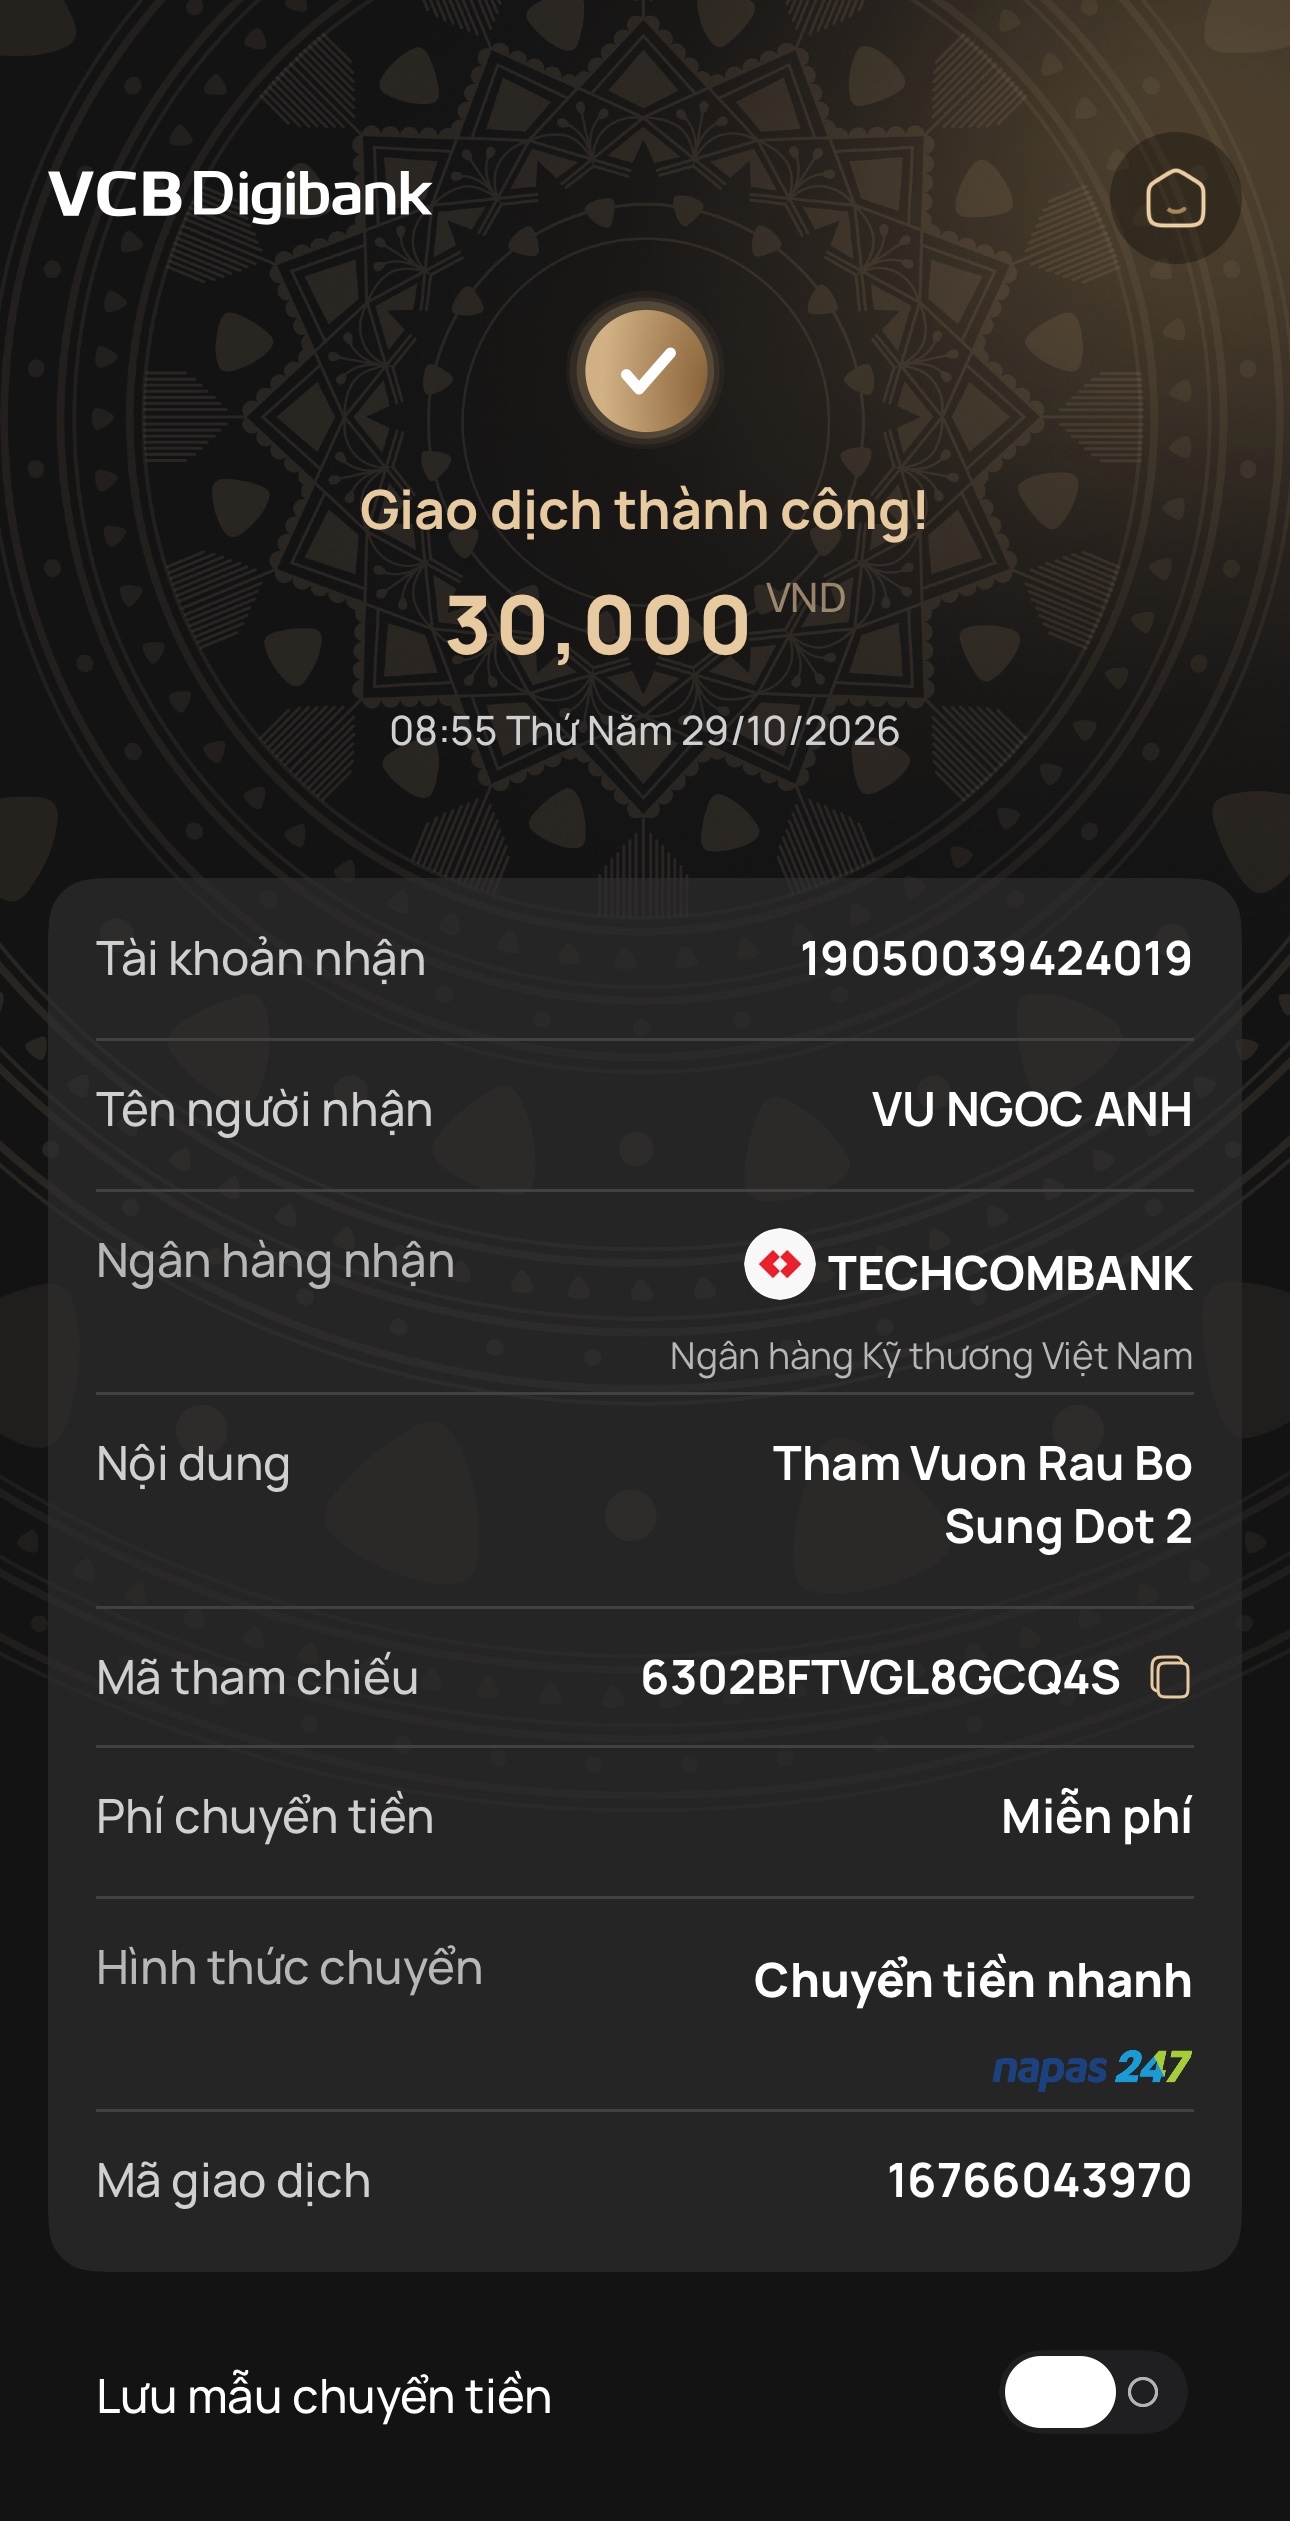 VCB Digibank
Giao dịch thành công!
30,000 VND
08:55 Thứ Năm 29/10/2026
Tài khoản nhận 19050039424019
Tên người nhận VU NGOC ANH
Ngân hàng nhận TECHCOMBANK
Ngân hàng Kỹ thương Việt Nam
Nội dung Tham Vuon Rau Bo
Sung Dot 2
Mã tham chiếu 6302BFTVGL8GCQ4S
Phí chuyển tiền Miễn phí
Hình thức chuyển Chuyển tiền nhanh
napas 247
Mã giao dịch 16766043970
Lưu mẫu chuyển tiền